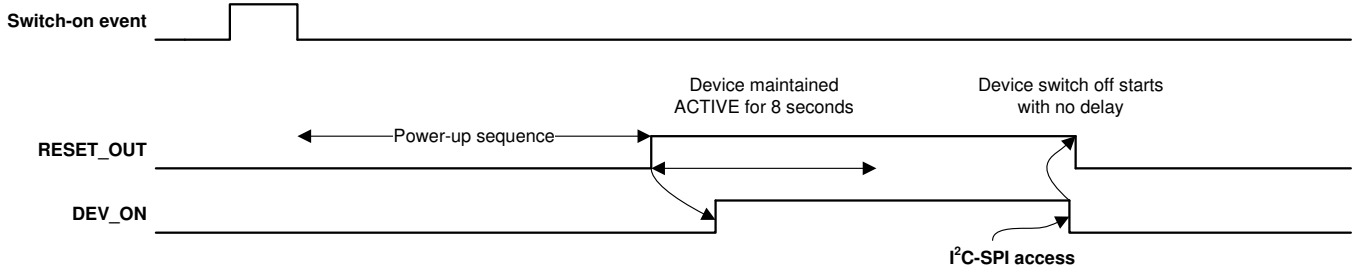 Switch-on event
Device maintained
ACTIVE for 8 seconds
Device switch off starts
with no delay
Power-up sequence
RESET_OUT
DEV_ON
I²C-SPI access